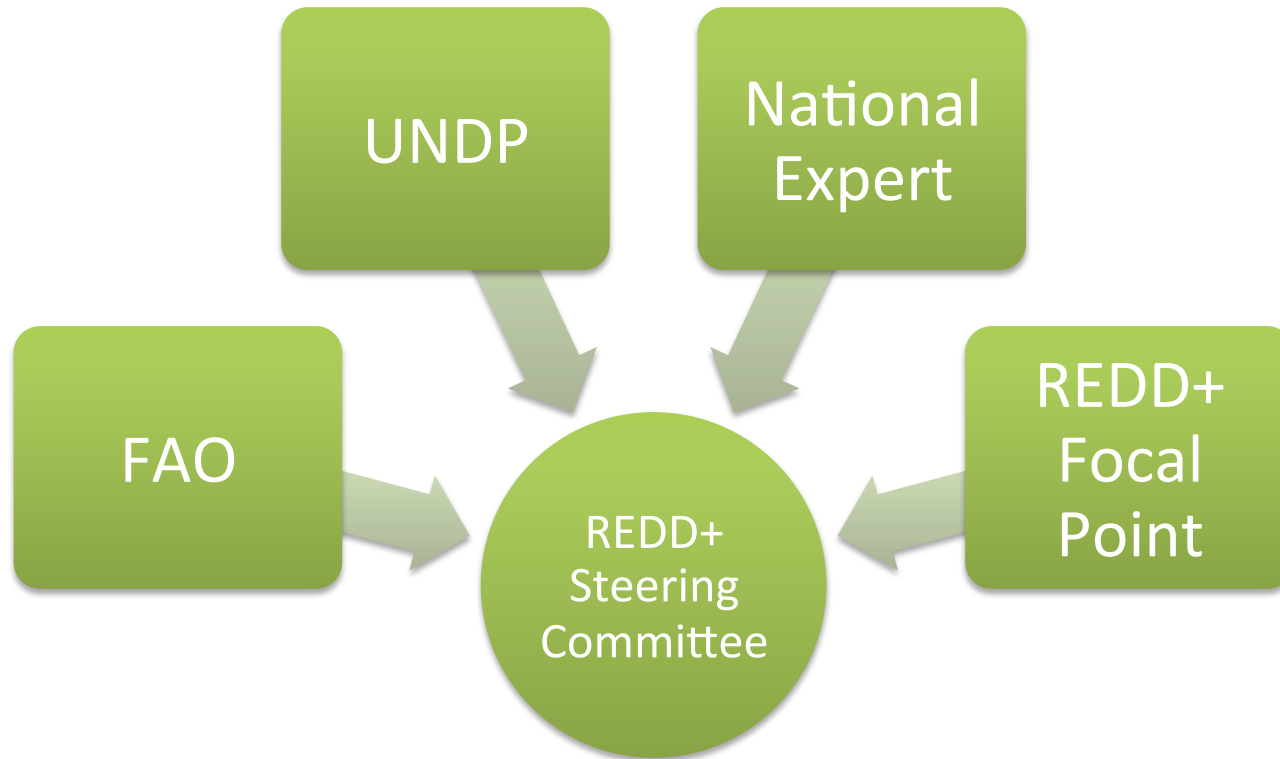 UNDP
National
Expert
FAO
REDD+
Focal
Point
REDD+
Steering
Committee